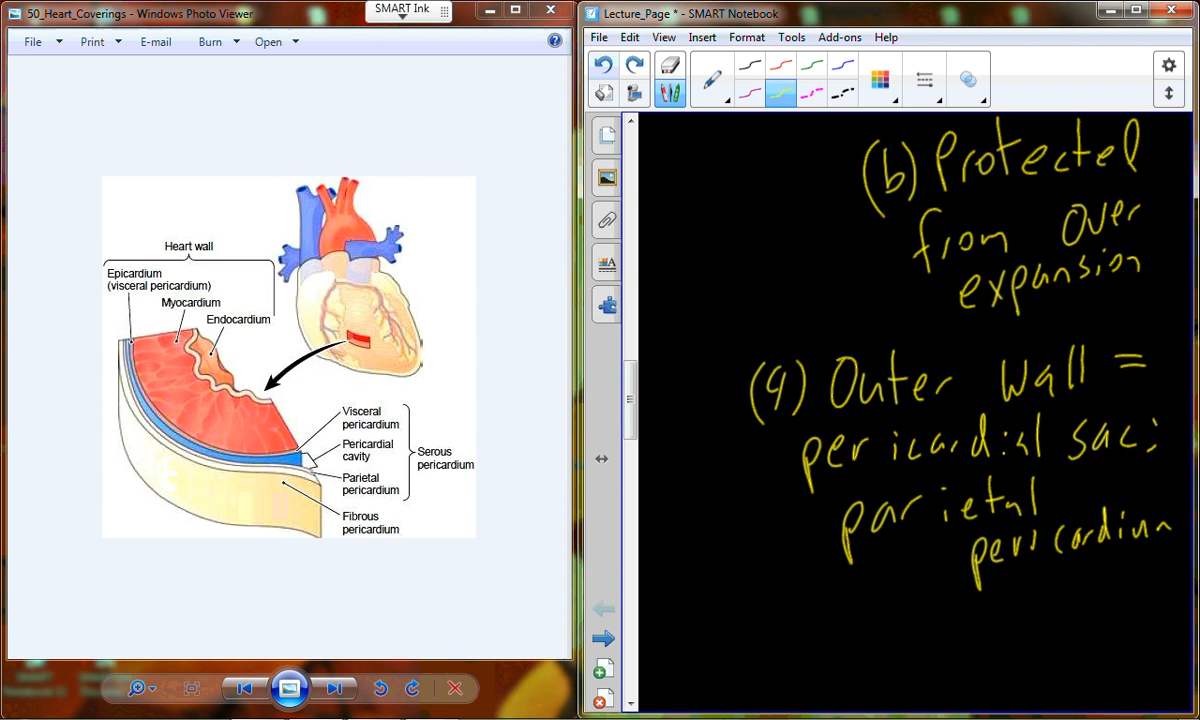 50_Heart_Coverings - Windows Photo Viewer
SMART Ink
File Print E-mail Burn Open
Heart wall
Epicardium
(visceral pericardium)
Myocardium
Endocardium
Visceral
pericardium
Pericardial
cavity
Parietal
pericardium
Serous
pericardium
Fibrous
pericardium
Lecture_Page * - SMART Notebook
File Edit View Insert Format Tools Add-ons Help
(b) Protected
from over
expansion
(4) Outer Wall =
pericardial sac;
parietal
pericardium